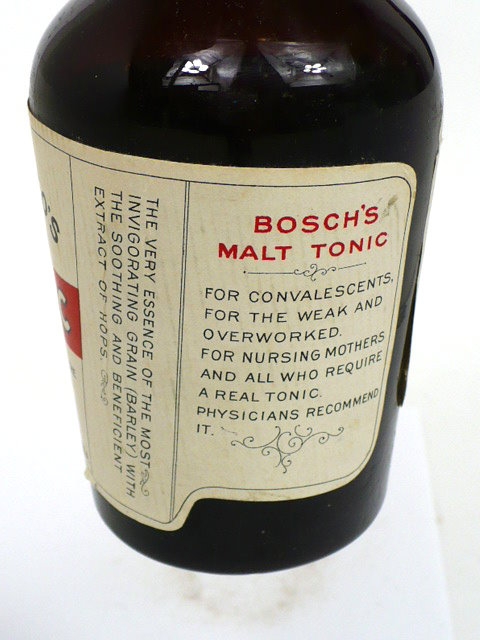 'S
C
THE VERY ESSENCE OF THE MOST
INVIGORATING GRAIN (BARLEY) WITH
THE SOOTHING AND BENEFICIENT
EXTRACT OF HOPS.
BOSCH'S
MALT TONIC
FOR CONVALESCENTS,
FOR THE WEAK AND
OVERWORKED.
FOR NURSING MOTHERS
AND ALL WHO REQUIRE
A REAL TONIC.
PHYSICIANS RECOMMEND
IT.